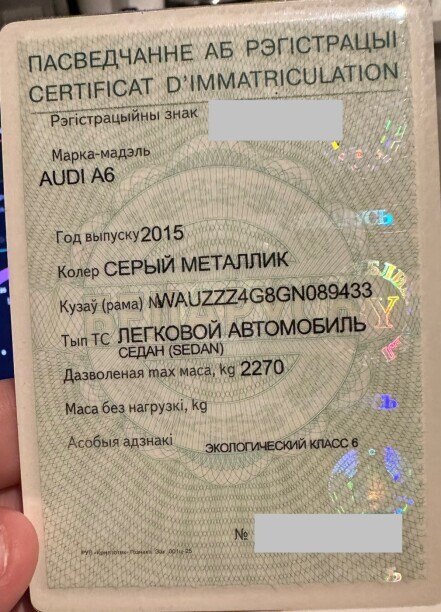 ПАСВЕДЧАННЕ АБ РЭГІСТРАЦЫІ
CERTIFICAT D'IMMATRICULATION
Рэгістрацыйны знак
Марка-мадэль
AUDI A6
Год выпуску 2015
Колер СЕРЫЙ МЕТАЛЛИК
Кузаў (рама) № WAUZZZ4G8GN089433
Тып ТС ЛЕГКОВОЙ АВТОМОБИЛЬ
СЕДАН (SEDAN)
Дазволеная max маса, kg 2270
Маса без нагрузкі, kg
Асобыя адзнакі ЭКОЛОГИЧЕСКИЙ КЛАСС 6
№